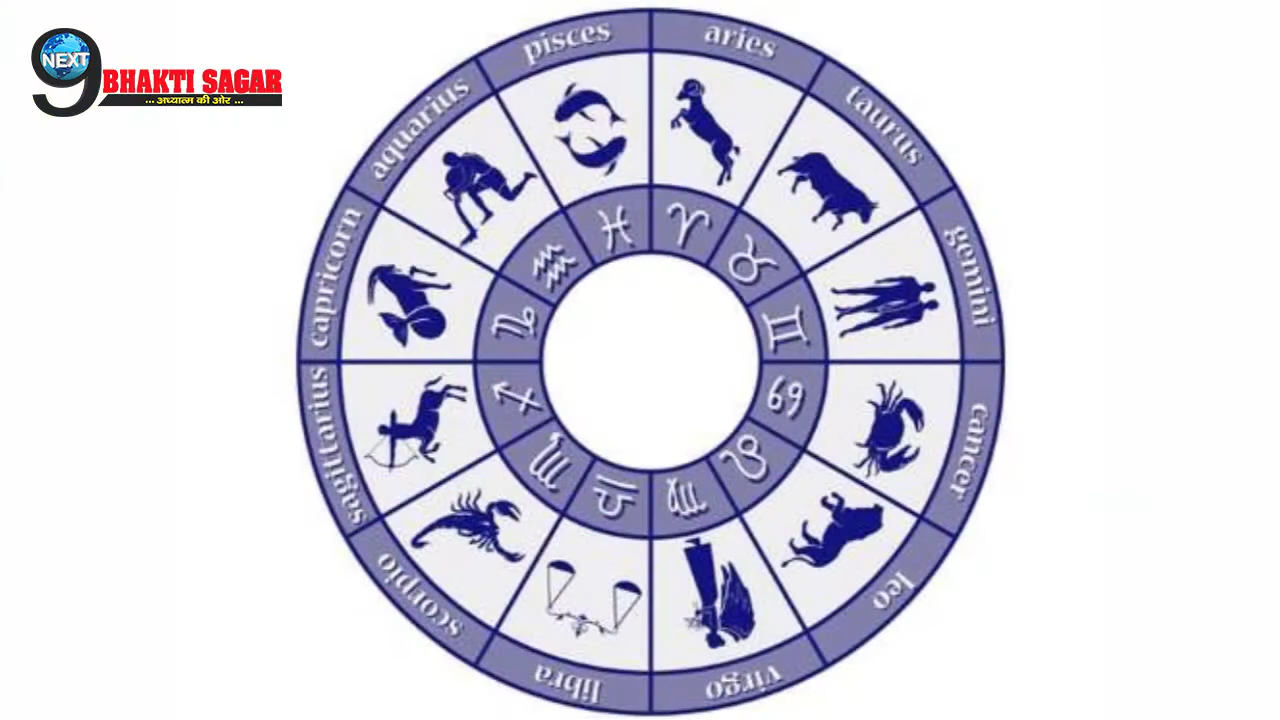 9
NEXT
BHAKTI SAGAR
... अध्यात्म की ओर ...
pisces
aries
taurus
gemini
cancer
leo
virgo
libra
scorpio
sagittarius
capricorn
aquarius
♓
♈
♉
♊
♋
♌
♍
♎
♏
♐
♑
♒